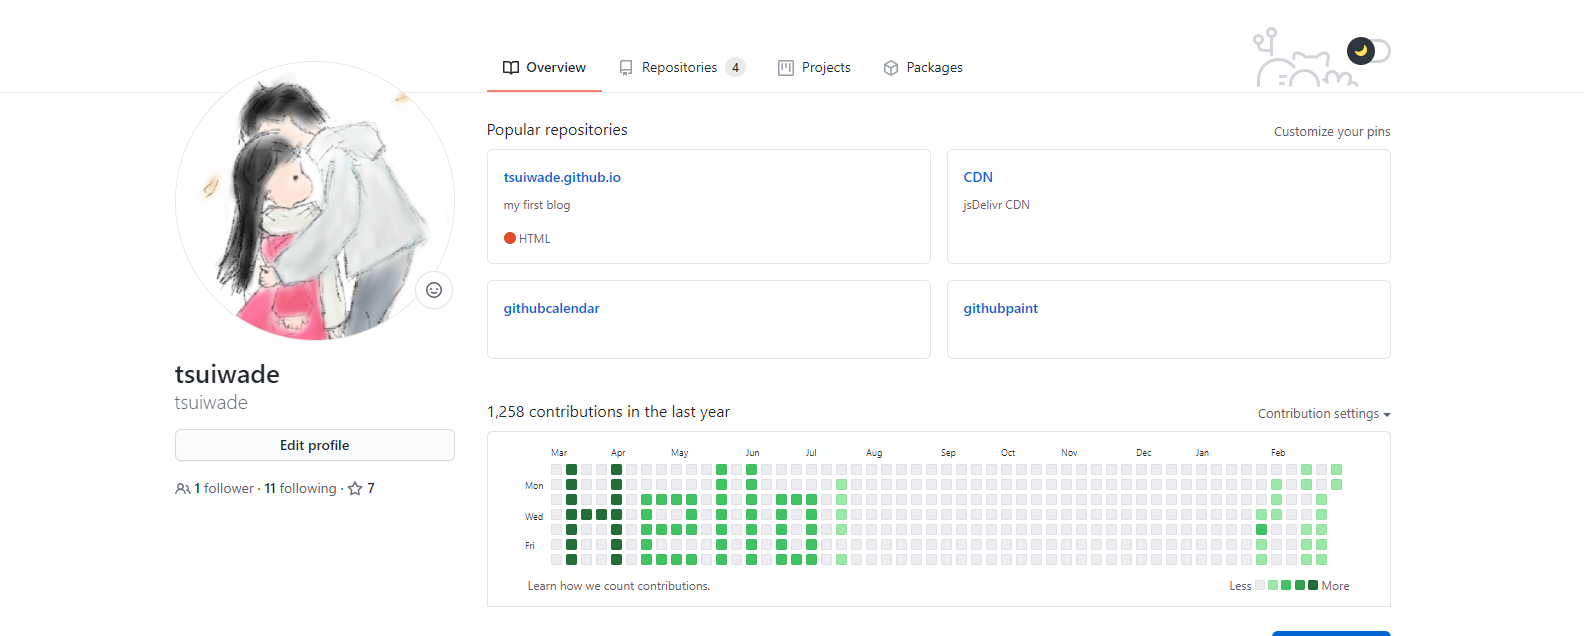 Overview Repositories 4 Projects Packages
Popular repositories
Customize your pins
tsuiwade.github.io
my first blog
HTML
CDN
jsDelivr CDN
githubcalendar
githubpaint
tsuiwade
tsuiwade
Edit profile
1 follower · 11 following · 7
1,258 contributions in the last year
Contribution settings
Mar Apr May Jun Jul Aug Sep Oct Nov Dec Jan Feb
Mon
Wed
Fri
HELLO
Learn how we count contributions.
Less More